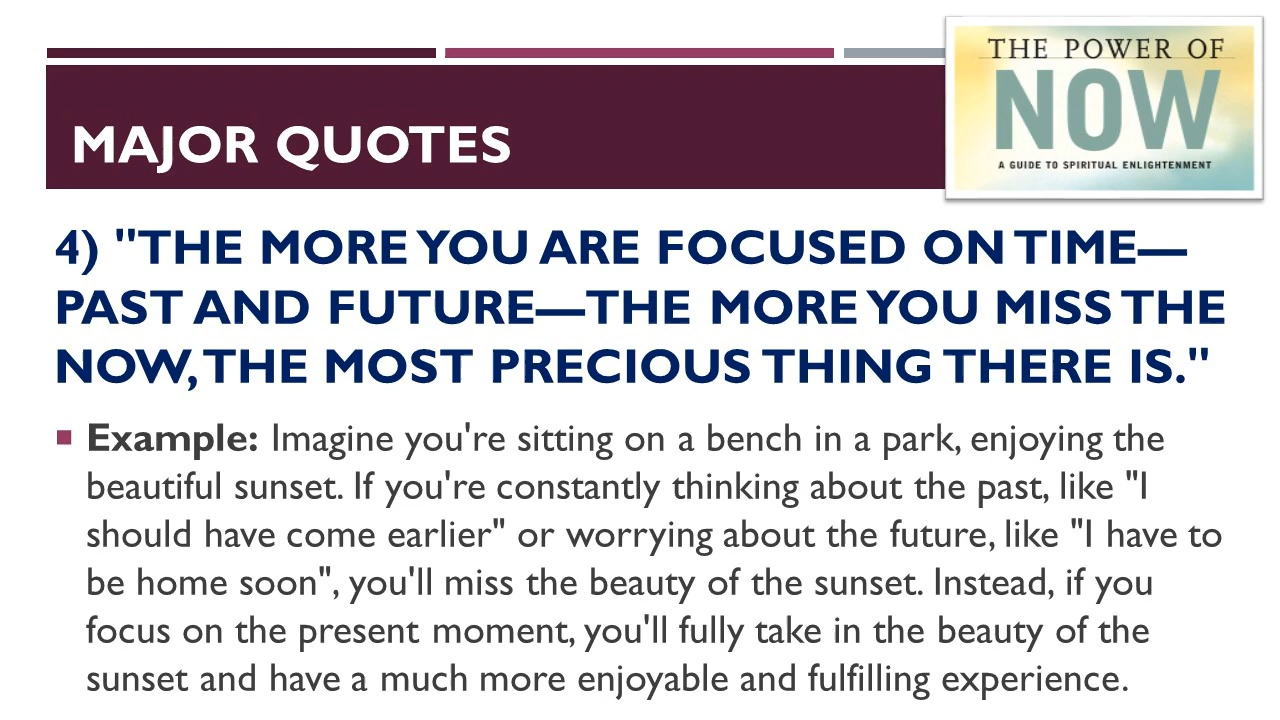 THE POWER OF
NOW
A GUIDE TO SPIRITUAL ENLIGHTENMENT
MAJOR QUOTES
4) "THE MORE YOU ARE FOCUSED ON TIME—
PAST AND FUTURE—THE MORE YOU MISS THE
NOW, THE MOST PRECIOUS THING THERE IS."
■ Example: Imagine you're sitting on a bench in a park, enjoying the
beautiful sunset. If you're constantly thinking about the past, like "I
should have come earlier" or worrying about the future, like "I have to
be home soon", you'll miss the beauty of the sunset. Instead, if you
focus on the present moment, you'll fully take in the beauty of the
sunset and have a much more enjoyable and fulfilling experience.